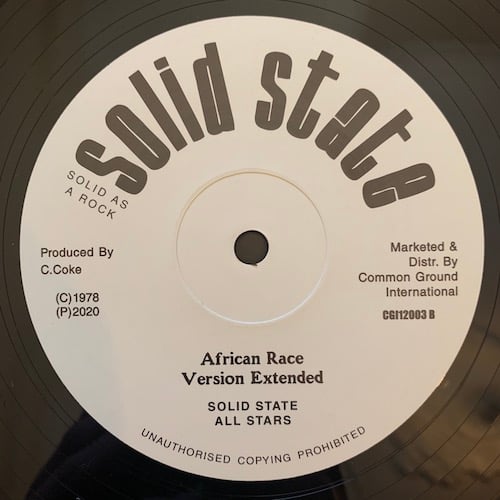 solid state
SOLID AS
A ROCK
Produced By
C.Coke
(C)1978
(P)2020
Marketed &
Distr. By
Common Ground
International
CGI12003 B
African Race
Version Extended
SOLID STATE
ALL STARS
UNAUTHORISED COPYING PROHIBITED